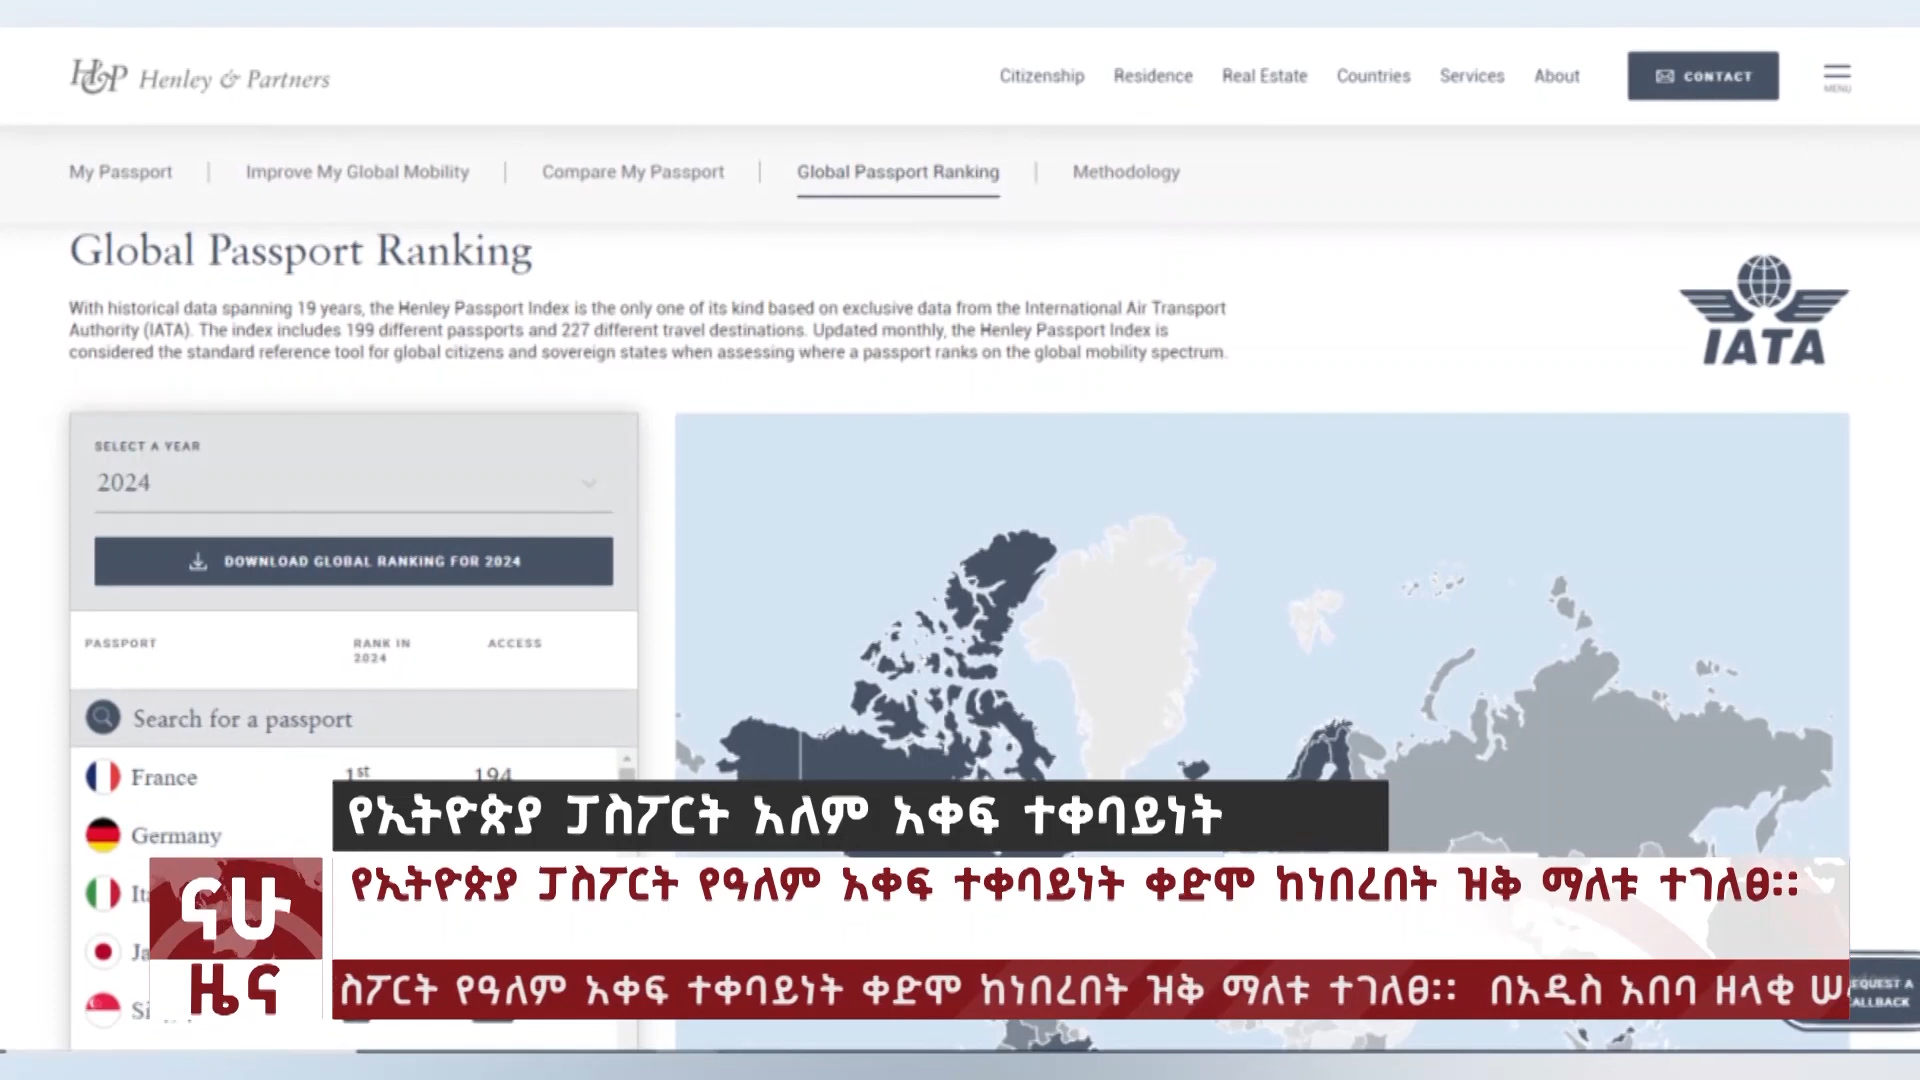 H&P Henley & Partners
Citizenship Residence Real Estate Countries Services About CONTACT MENU
My Passport | Improve My Global Mobility | Compare My Passport | Global Passport Ranking | Methodology
Global Passport Ranking
With historical data spanning 19 years, the Henley Passport Index is the only one of its kind based on exclusive data from the International Air Transport
Authority (IATA). The index includes 199 different passports and 227 different travel destinations. Updated monthly, the Henley Passport Index is
considered the standard reference tool for global citizens and sovereign states when assessing where a passport ranks on the global mobility spectrum.
IATA
SELECT A YEAR
2024
DOWNLOAD GLOBAL RANKING FOR 2024
PASSPORT RANK IN 2024 ACCESS
Search for a passport
France 1st 194
Germany
የኢትዮጵያ ፓስፖርት አለም አቀፍ ተቀባይነት
የኢትዮጵያ ፓስፖርት የዓለም አቀፍ ተቀባይነት ቀድሞ ከነበረበት ዝቅ ማለቱ ተገለፀ።
ናሁ
ዜና
ስፖርት የዓለም አቀፍ ተቀባይነት ቀድሞ ከነበረበት ዝቅ ማለቱ ተገለፀ። በአዲስ አበባ ዘላቂ